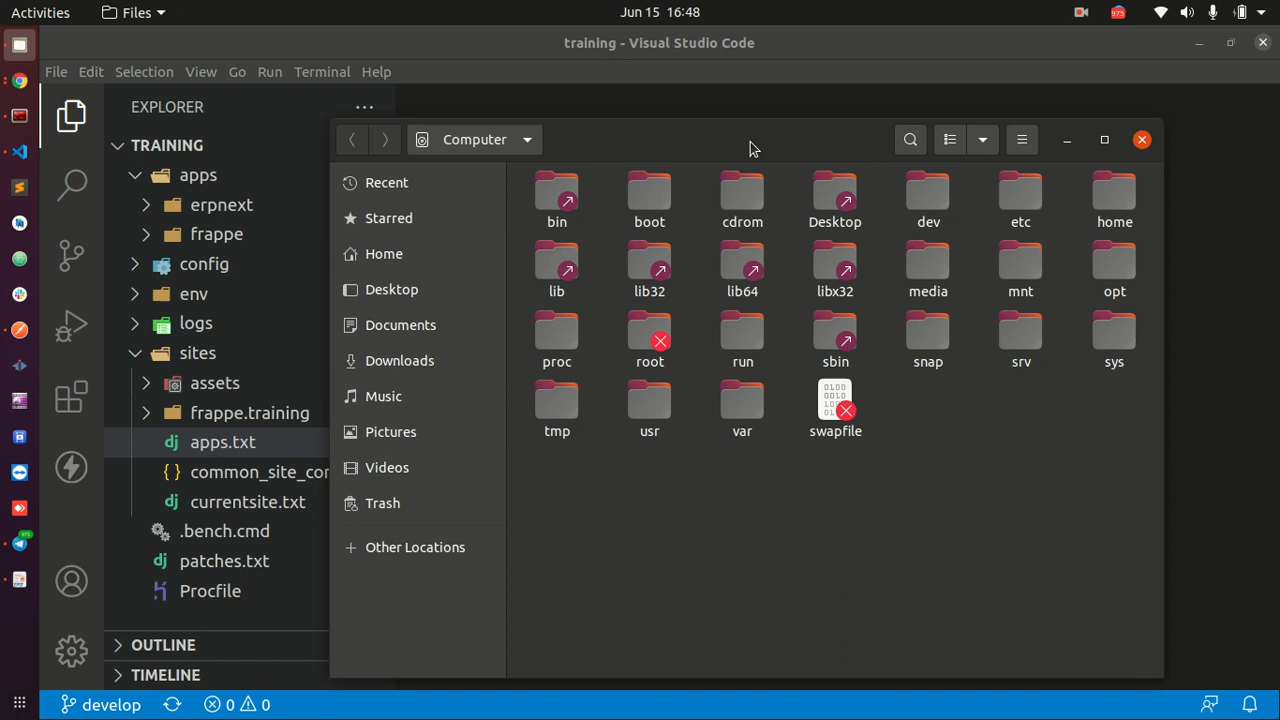 Activities Files Jun 15 16:48
975
training - Visual Studio Code
File Edit Selection View Go Run Terminal Help
EXPLORER
TRAINING
apps
erpnext
frappe
config
env
logs
sites
assets
frappe.training
apps.txt
common_site_con
currentsite.txt
.bench.cmd
patches.txt
Procfile
OUTLINE
TIMELINE
Computer
Recent
Starred
Home
Desktop
Documents
Downloads
Music
Pictures
Videos
Trash
Other Locations
bin boot cdrom Desktop dev etc home
lib lib32 lib64 libx32 media mnt opt
proc root run sbin snap srv sys
tmp usr var swapfile
develop 0 0